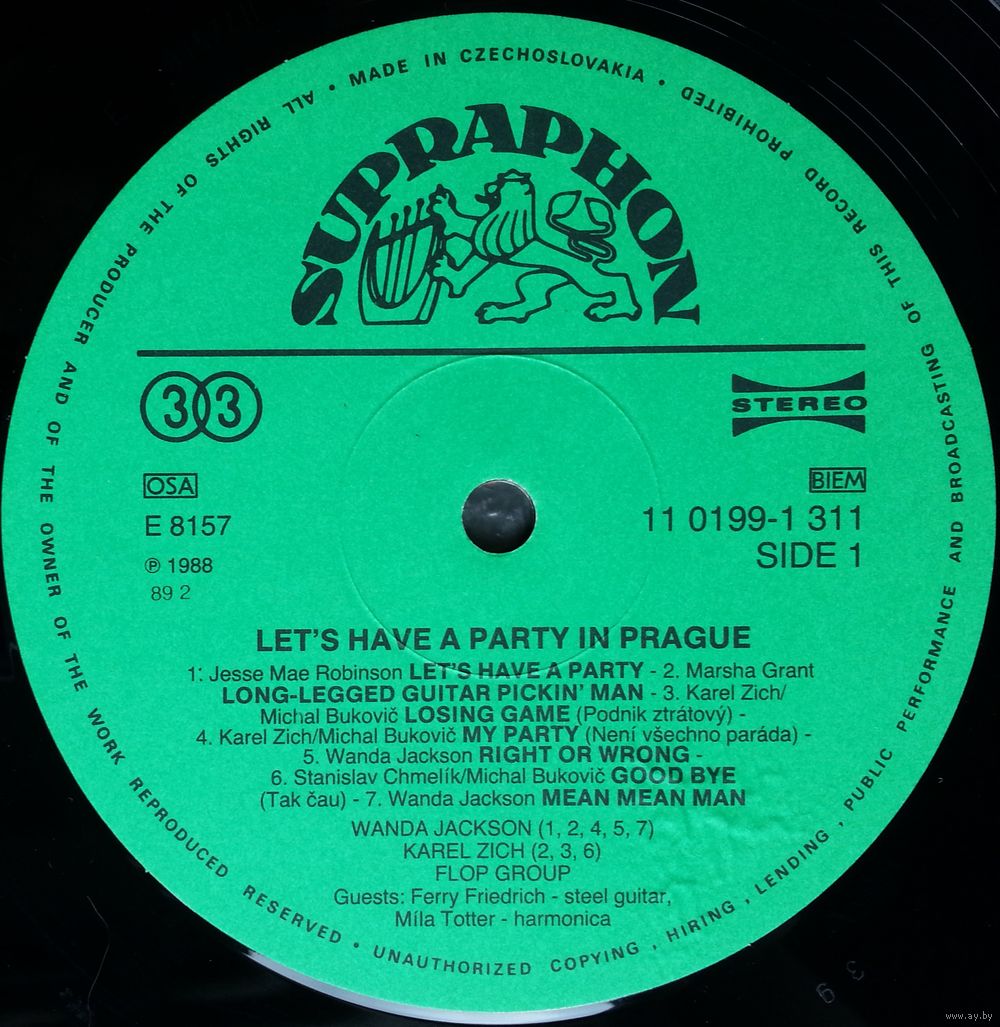 • MADE IN CZECHOSLOVAKIA •
ALL RIGHTS OF THE PRODUCER AND OF THE OWNER OF THE WORK REPRODUCED RESERVED • UNAUTHORIZED COPYING , HIRING , LENDING , PUBLIC PERFORMANCE AND BROADCASTING OF THIS RECORD PROHIBITED
SUPRAPHON
33
STEREO
OSA
BIEM
E 8157
11 0199-1 311
℗ 1988
SIDE 1
89 2
LET'S HAVE A PARTY IN PRAGUE
1: Jesse Mae Robinson LET'S HAVE A PARTY - 2. Marsha Grant
LONG-LEGGED GUITAR PICKIN' MAN - 3. Karel Zich/
Michal Bukovič LOSING GAME (Podnik ztrátový) -
4. Karel Zich/Michal Bukovič MY PARTY (Není všechno paráda) -
5. Wanda Jackson RIGHT OR WRONG -
6. Stanislav Chmelík/Michal Bukovič GOOD BYE
(Tak čau) - 7. Wanda Jackson MEAN MEAN MAN
WANDA JACKSON (1, 2, 4, 5, 7)
KAREL ZICH (2, 3, 6)
FLOP GROUP
Guests: Ferry Friedrich - steel guitar,
Míla Totter - harmonica
www.ay.by